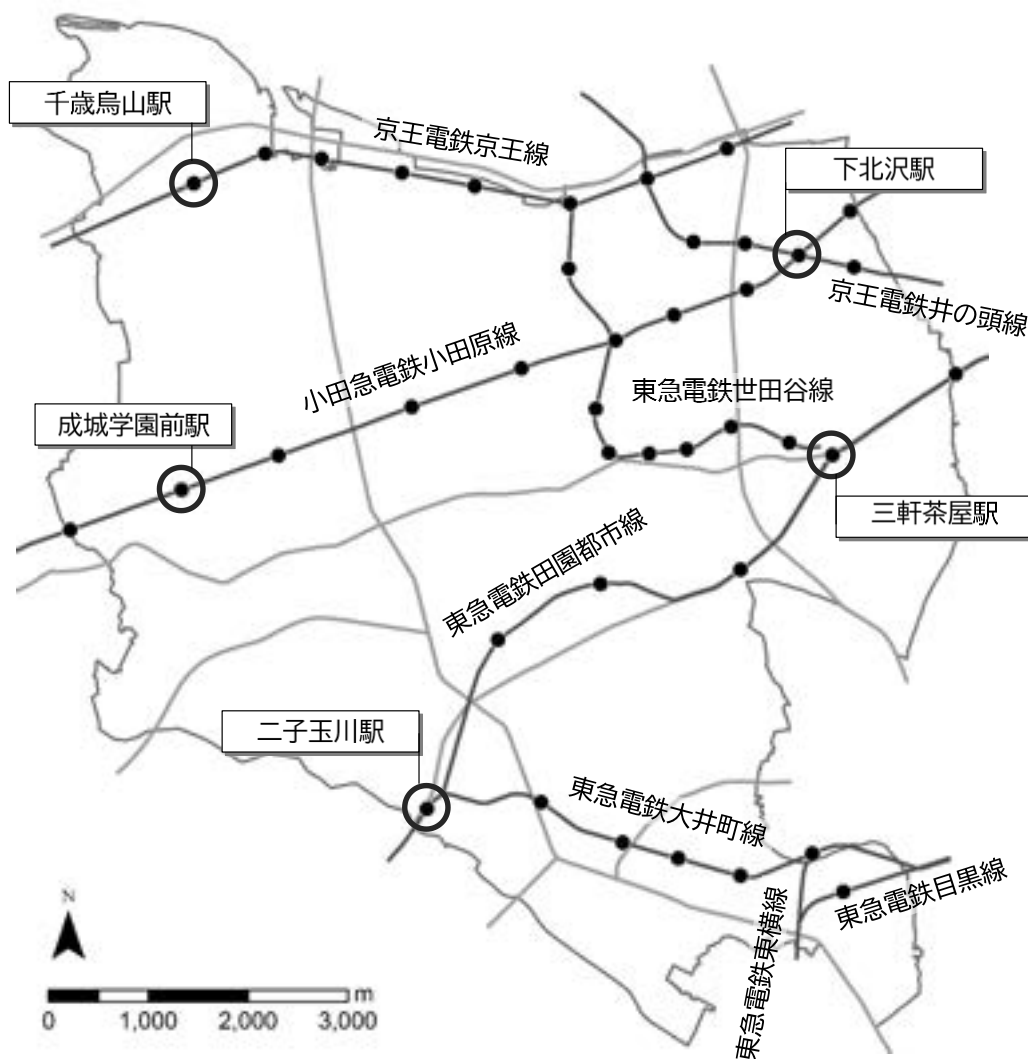 千歳烏山駅
京王電鉄京王線
下北沢駅
京王電鉄井の頭線
小田急電鉄小田原線
東急電鉄世田谷線
成城学園前駅
三軒茶屋駅
東急電鉄田園都市線
二子玉川駅
東急電鉄大井町線
東急電鉄目黒線
東急電鉄東横線
N
m
0 1,000 2,000 3,000